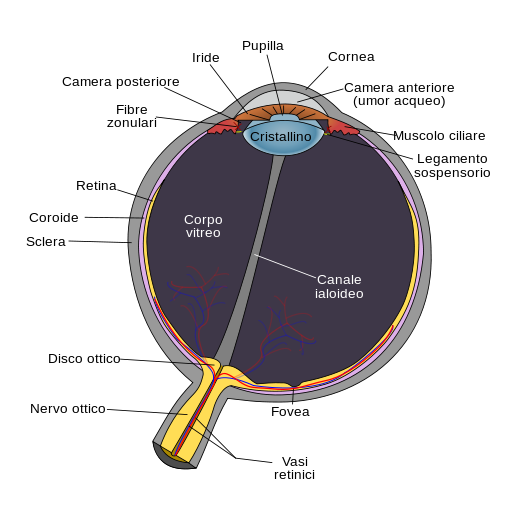 Pupilla
Iride
Cornea
Camera posteriore
Camera anteriore
(umor acqueo)
Fibre
zonulari
Cristallino
Muscolo ciliare
Legamento
sospensorio
Retina
Coroide
Corpo
vitreo
Sclera
Canale
ialoideo
Disco ottico
Nervo ottico
Fovea
Vasi
retinici